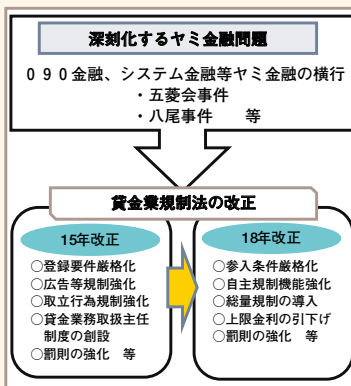 深刻化するヤミ金融問題
０９０金融、システム金融等ヤミ金融の横行
・五菱会事件
・八尾事件　等
貸金業規制法の改正
15年改正
○登録要件厳格化
○広告等規制強化
○取立行為規制強化
○貸金業務取扱主任
制度の創設
○罰則の強化　等
18年改正
○参入条件厳格化
○自主規制機能強化
○総量規制の導入
○上限金利の引下げ
○罰則の強化　等